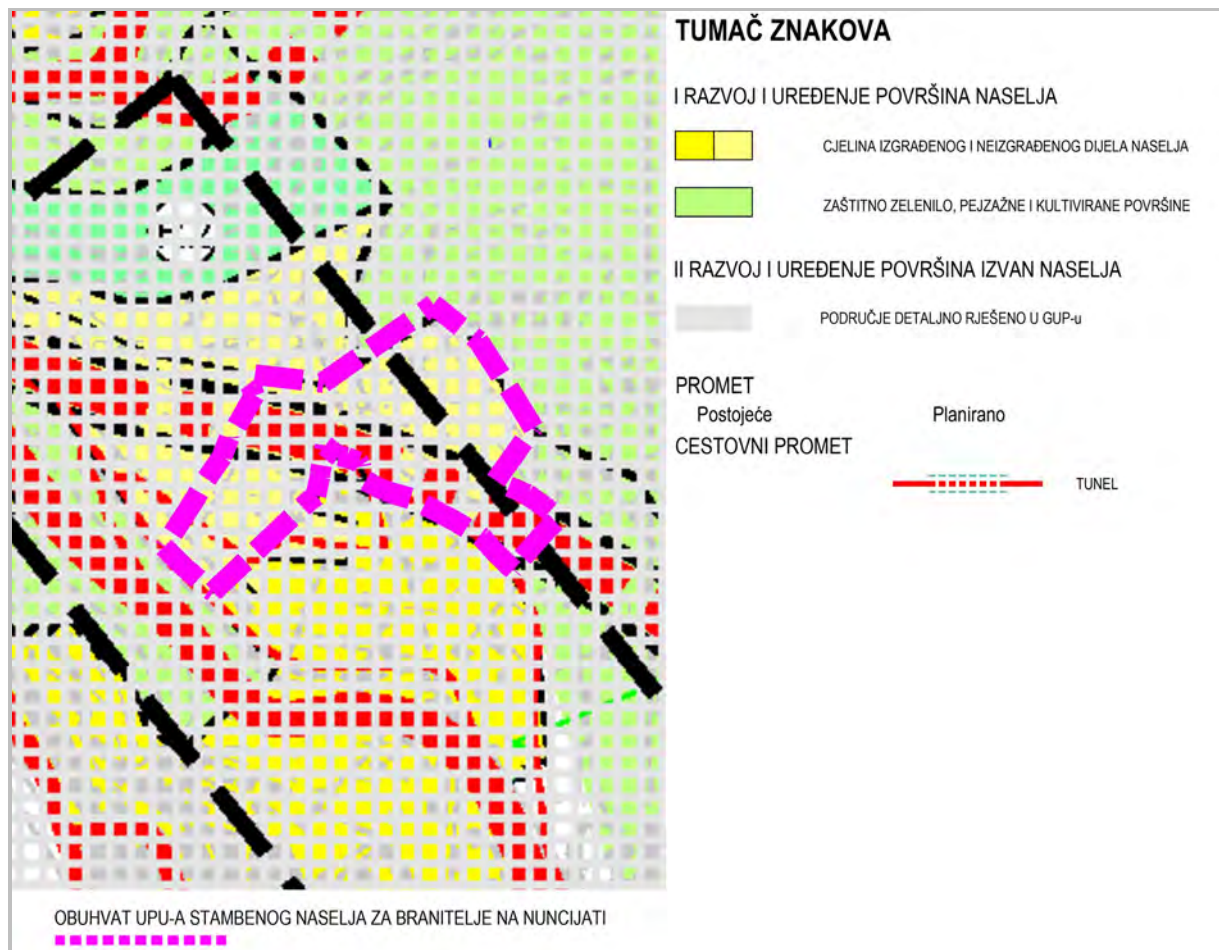 TUMAČ ZNAKOVA
I RAZVOJ I UREĐENJE POVRŠINA NASELJA
CJELINA IZGRAĐENOG I NEIZGRAĐENOG DIJELA NASELJA
ZAŠTITNO ZELENILO, PEJZAŽNE I KULTIVIRANE POVRŠINE
II RAZVOJ I UREĐENJE POVRŠINA IZVAN NASELJA
PODRUČJE DETALJNO RJEŠENO U GUP-u
PROMET
Postojeće Planirano
CESTOVNI PROMET
TUNEL
OBUHVAT UPU-A STAMBENOG NASELJA ZA BRANITELJE NA NUNCIJATI